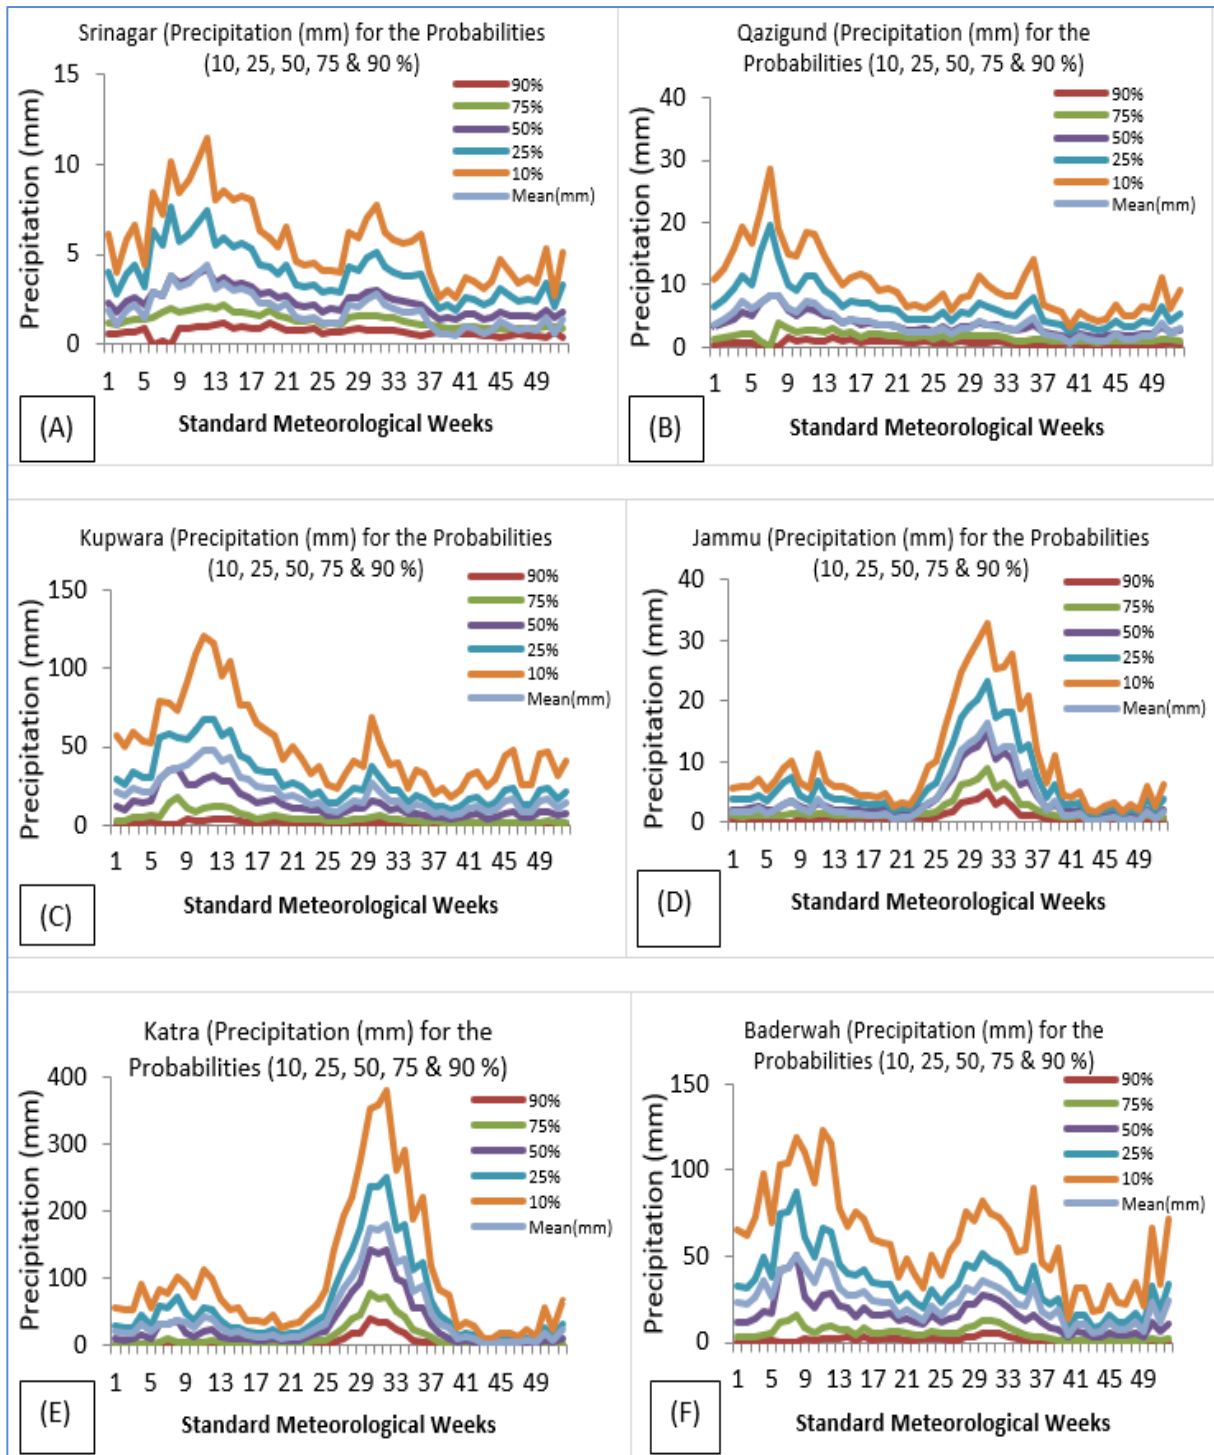 Srinagar (Precipitation (mm) for the Probabilities
(10, 25, 50, 75 & 90 %)
Precipitation (mm)
15
10
5
0
90%
75%
50%
25%
10%
Mean(mm)
1 5 9 13 17 21 25 29 33 37 41 45 49
Standard Meteorological Weeks
(A)
Qazigund (Precipitation (mm) for the
Probabilities (10, 25, 50, 75 & 90 %)
Precipitation (mm)
40
30
20
10
0
90%
75%
50%
25%
10%
Mean(mm)
1 5 9 13 17 21 25 29 33 37 41 45 49
Standard Meteorological Weeks
(B)
Kupwara (Precipitation (mm) for the Probabilities
(10, 25, 50, 75 & 90 %)
Precipitation (mm)
150
100
50
0
90%
75%
50%
25%
10%
Mean(mm)
1 5 9 13 17 21 25 29 33 37 41 45 49
Standard Meteorological Weeks
(C)
Jammu (Precipitation (mm) for the Probabilities
(10, 25, 50, 75 & 90 %)
Precipitation (mm)
40
30
20
10
0
90%
75%
50%
25%
10%
Mean(mm)
1 5 9 13 17 21 25 29 33 37 41 45 49
Standard Meteorological Weeks
(D)
Katra (Precipitation (mm) for the
Probabilities (10, 25, 50, 75 & 90 %)
Precipitation (mm)
400
300
200
100
0
90%
75%
50%
25%
10%
Mean(mm)
1 5 9 13 17 21 25 29 33 37 41 45 49
Standard Meteorological Weeks
(E)
Baderwah (Precipitation (mm) for the
Probabilities (10, 25, 50, 75 & 90 %)
Precipitation (mm)
150
100
50
0
90%
75%
50%
25%
10%
Mean(mm)
1 5 9 13 17 21 25 29 33 37 41 45 49
Standard Meteorological Weeks
(F)